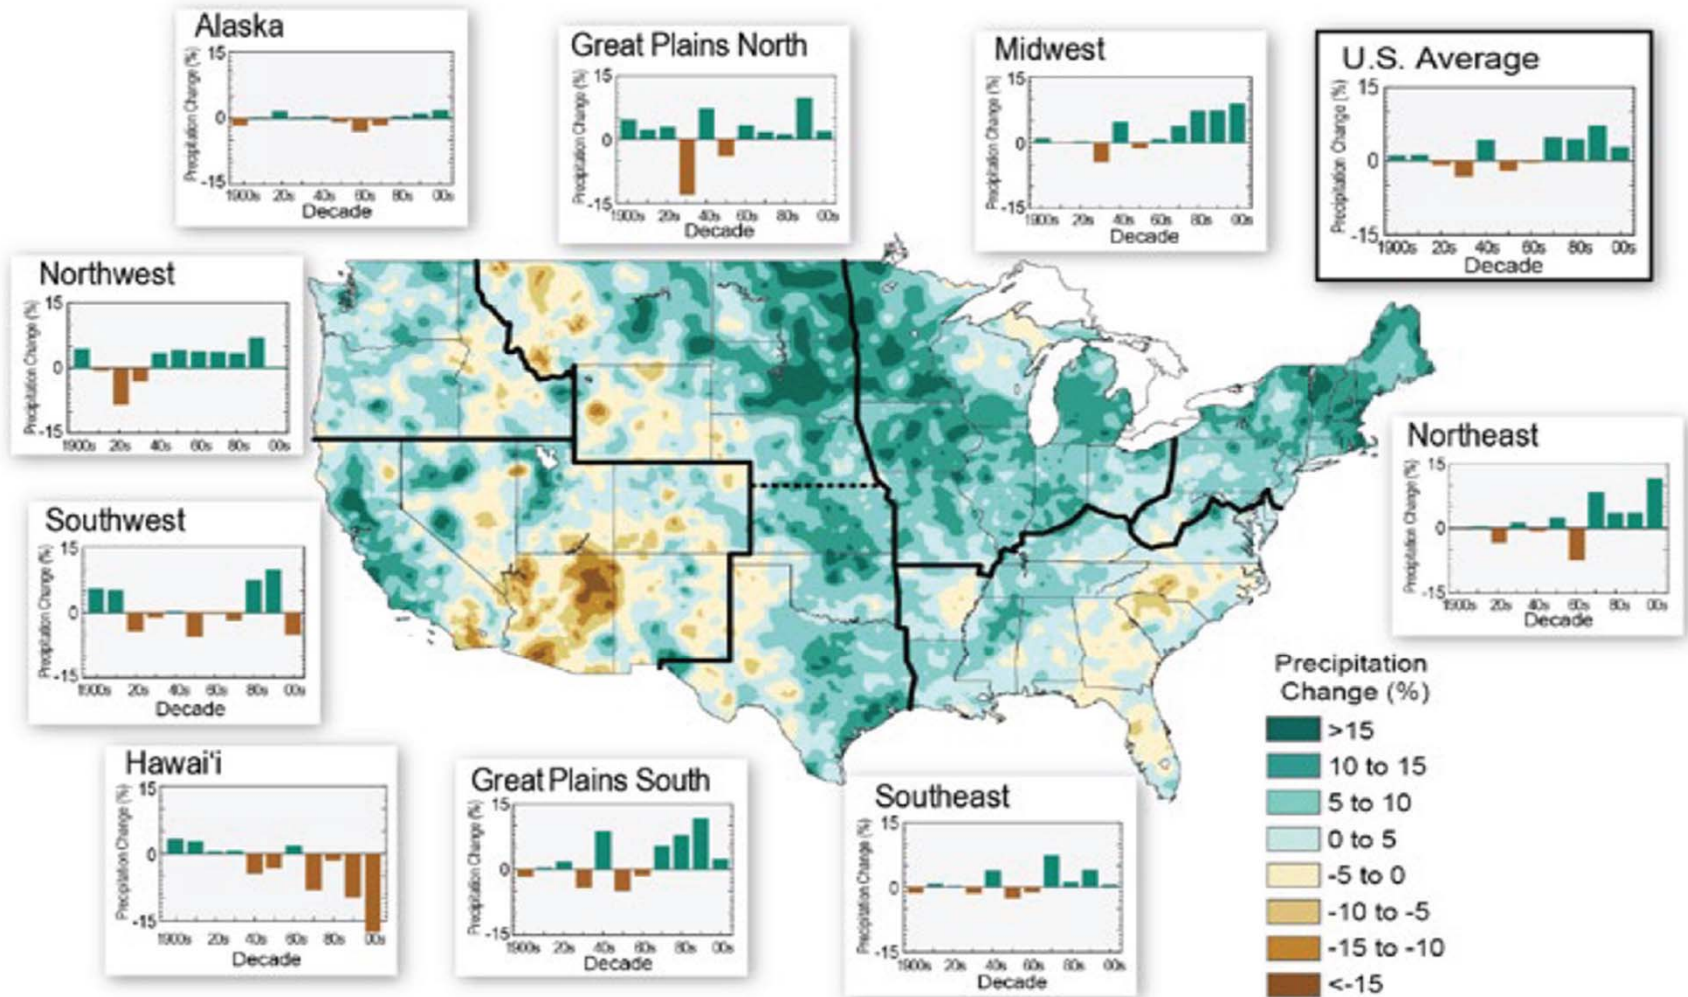 Alaska
15
0
-15
Precipitation Change (%)
1900s 20s 40s 60s 80s 00s
Decade
Great Plains North
15
0
-15
Precipitation Change (%)
1900s 20s 40s 60s 80s 00s
Decade
Midwest
15
0
-15
Precipitation Change (%)
1900s 20s 40s 60s 80s 00s
Decade
U.S. Average
15
0
-15
Precipitation Change (%)
1900s 20s 40s 60s 80s 00s
Decade
Northwest
15
0
-15
Precipitation Change (%)
1900s 20s 40s 60s 80s 00s
Decade
Northeast
15
0
-15
Precipitation Change (%)
1900s 20s 40s 60s 80s 00s
Decade
Southwest
15
0
-15
Precipitation Change (%)
1900s 20s 40s 60s 80s 00s
Decade
Hawai'i
15
0
-15
Precipitation Change (%)
1900s 20s 40s 60s 80s 00s
Decade
Great Plains South
15
0
-15
Precipitation Change (%)
1900s 20s 40s 60s 80s 00s
Decade
Southeast
15
0
-15
Precipitation Change (%)
1900s 20s 40s 60s 80s 00s
Decade
Precipitation
Change (%)
>15
10 to 15
5 to 10
0 to 5
-5 to 0
-10 to -5
-15 to -10
<-15